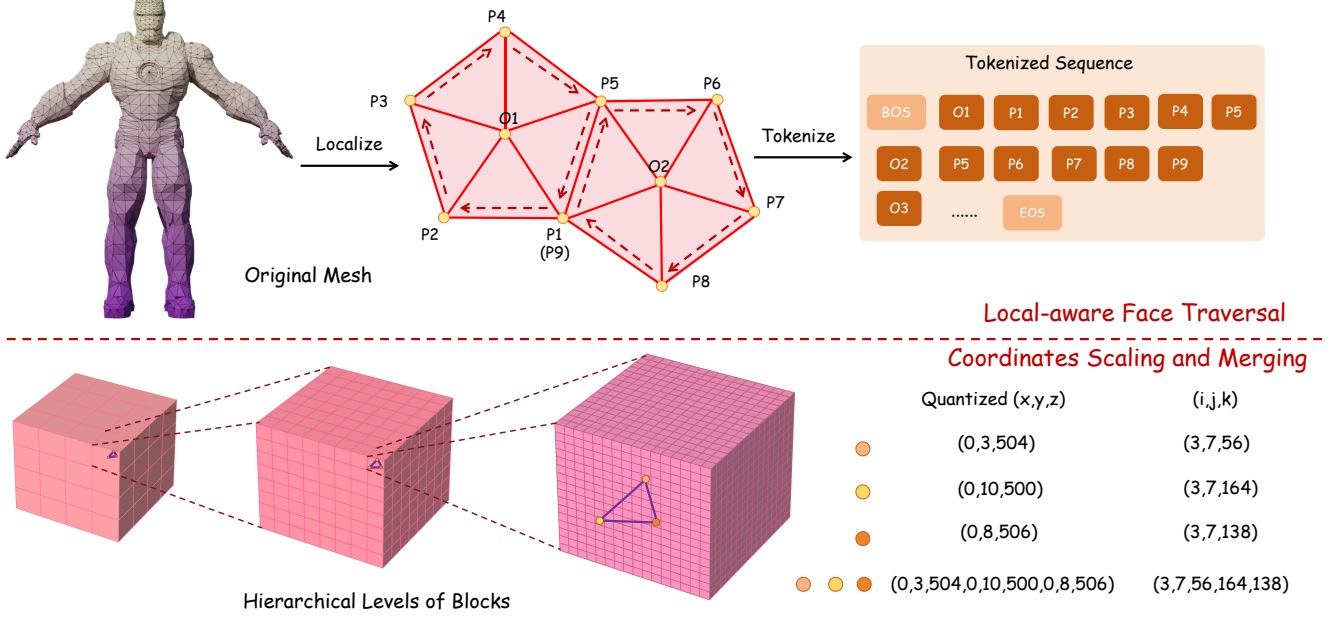 P4
P3
P5
P6
O1
O2
P2
P1
(P9)
P7
P8
Localize
Tokenize
Original Mesh
Tokenized Sequence
BOS O1 P1 P2 P3 P4 P5
O2 P5 P6 P7 P8 P9
O3 ...... EOS
Local-aware Face Traversal
Coordinates Scaling and Merging
Quantized (x,y,z) (i,j,k)
(0,3,504) (3,7,56)
(0,10,500) (3,7,164)
(0,8,506) (3,7,138)
(0,3,504,0,10,500,0,8,506) (3,7,56,164,138)
Hierarchical Levels of Blocks